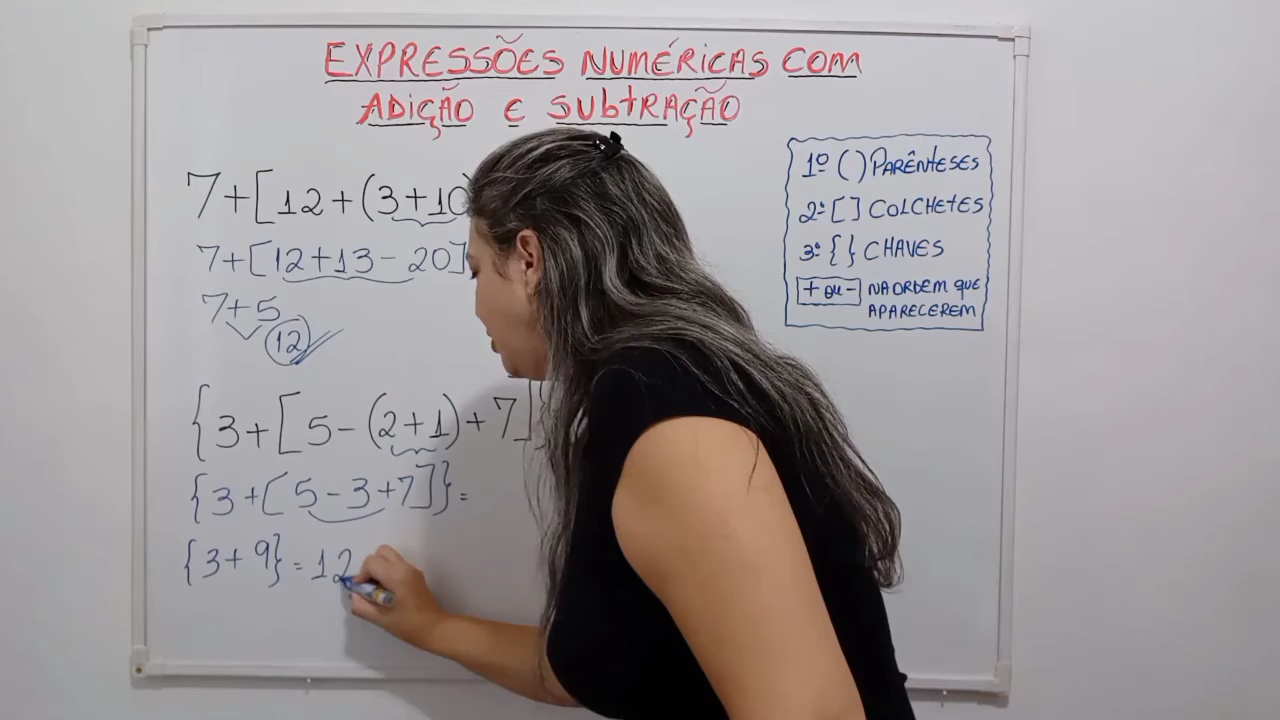 EXPRESSÕES NUMÉRICAS COM
ADIÇÃO E SUBTRAÇÃO
7+[12+(3+10)
7+[12+13-20]
7+5
12
{3+[5-(2+1)+7]}
{3+[5-3+7]}=
{3+9}=12
1º ( ) PARÊNTESES
2º [ ] COLCHETES
3º { } CHAVES
+ ou - NA ORDEM QUE
APARECEREM